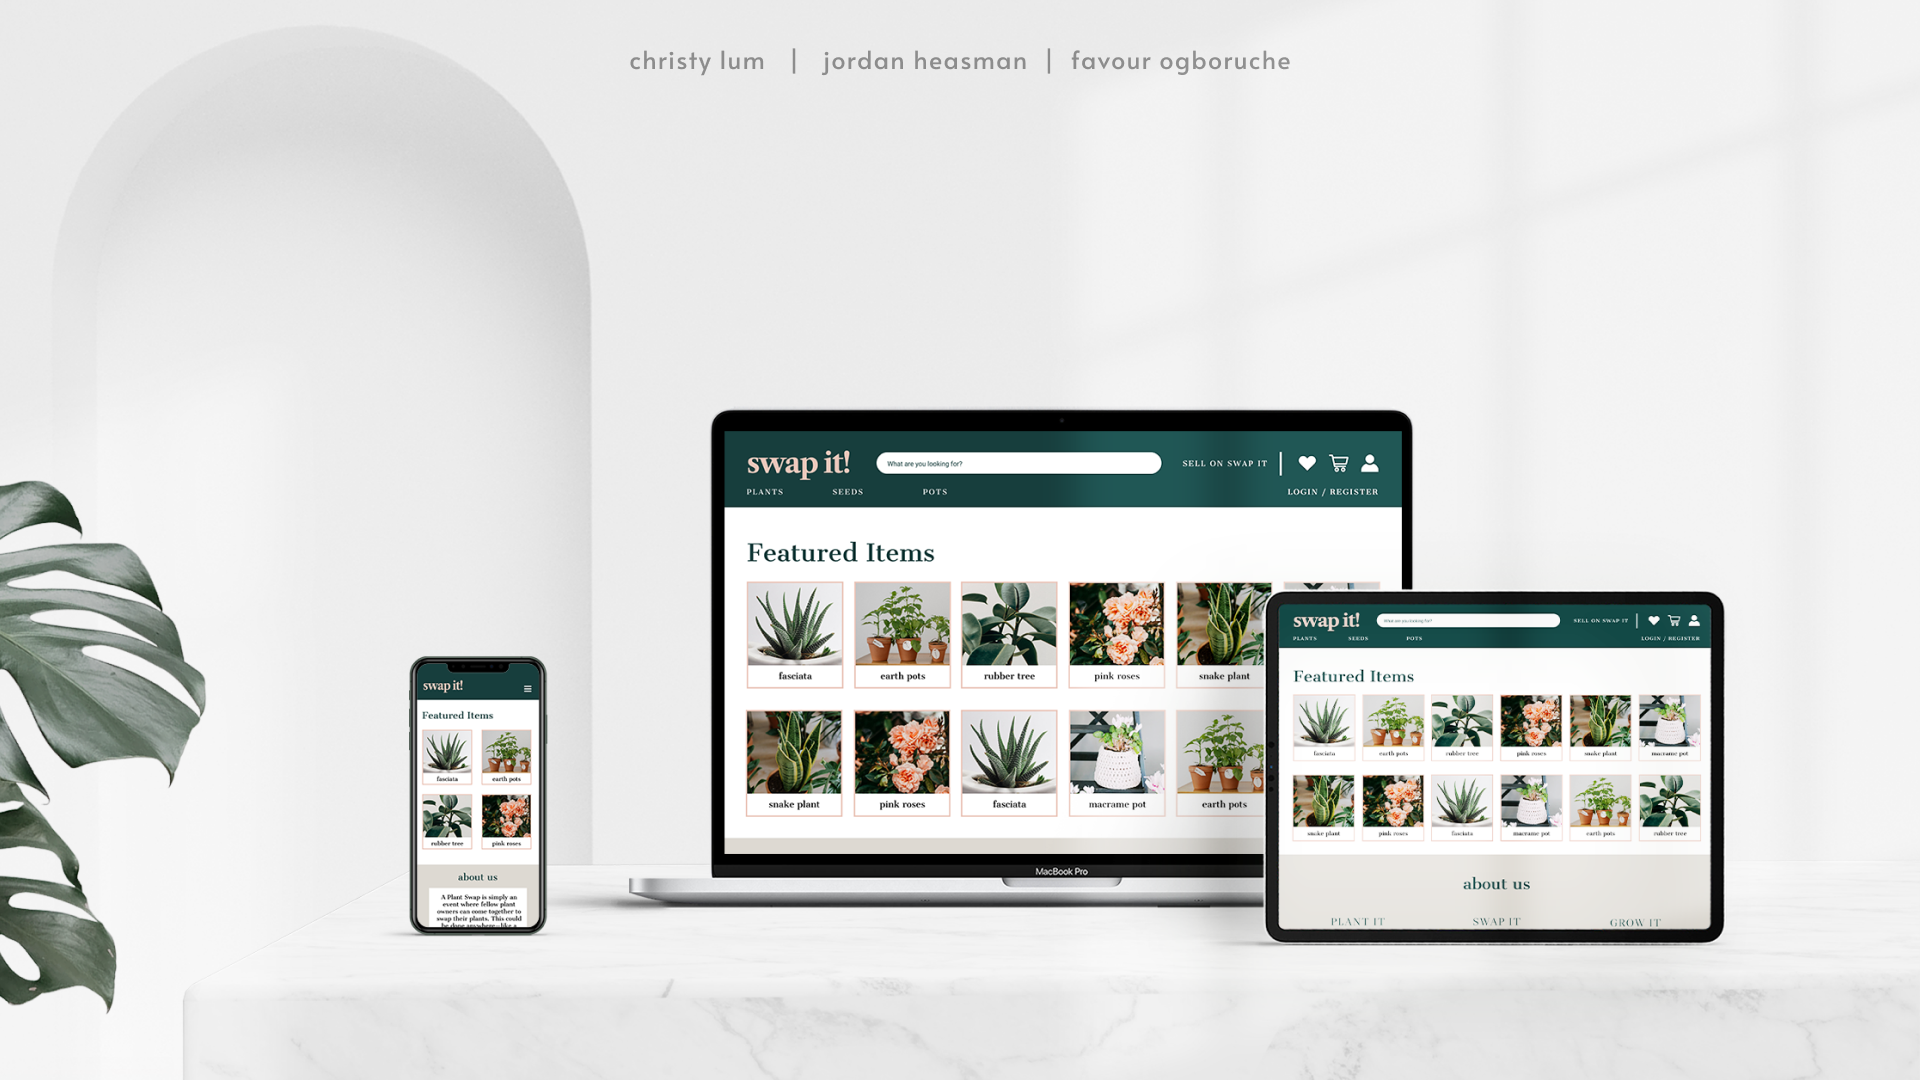 christy lum | jordan heasman | favour ogboruche
swap it!
What are you looking for?
SELL ON SWAP IT
PLANTS SEEDS POTS
LOGIN / REGISTER
Featured Items
fasciata earth pots rubber tree pink roses snake plant
snake plant pink roses fasciata macrame pot earth pots
MacBook Pro
swap it!
What are you looking for?
SELL ON SWAP IT
PLANTS SEEDS POTS
LOGIN / REGISTER
Featured Items
fasciata earth pots rubber tree pink roses snake plant macrame pot
snake plant pink roses fasciata macrame pot earth pots rubber tree
about us
PLANT IT SWAP IT GROW IT
swap it!
Featured Items
fasciata earth pots
rubber tree pink roses
about us
A Plant Swap is simply an
event where fellow plant
owners can come together to
swap their plants. This could
be done anywhere—like a